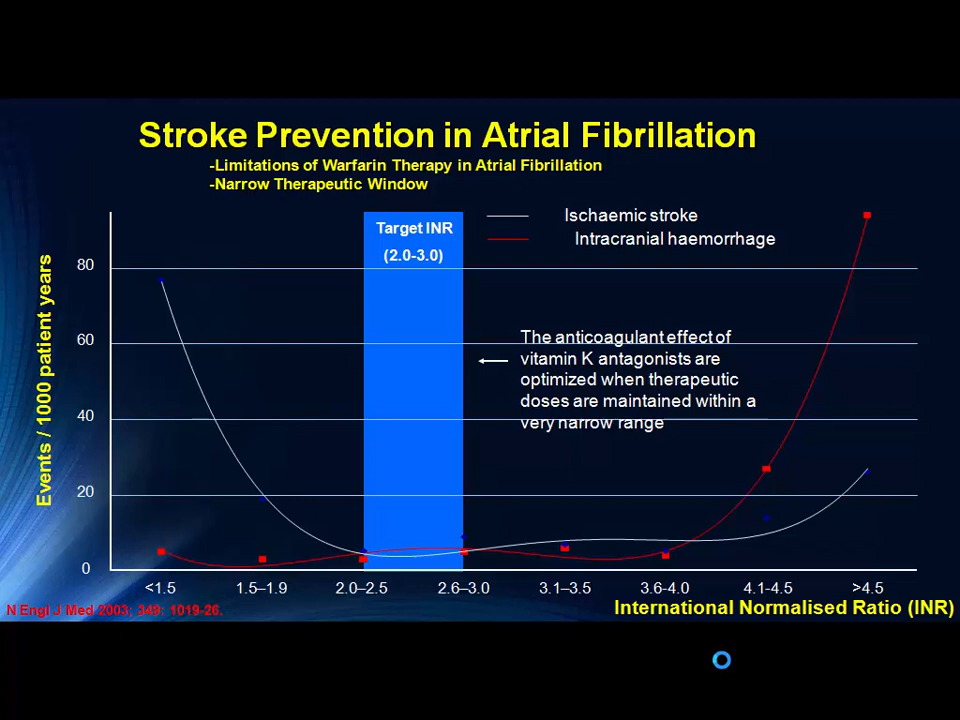 Stroke Prevention in Atrial Fibrillation
-Limitations of Warfarin Therapy in Atrial Fibrillation
-Narrow Therapeutic Window
Target INR
(2.0-3.0)
Ischaemic stroke
Intracranial haemorrhage
Events / 1000 patient years
80
60
40
20
0
The anticoagulant effect of
vitamin K antagonists are
optimized when therapeutic
doses are maintained within a
very narrow range
<1.5
1.5–1.9
2.0–2.5
2.6–3.0
3.1–3.5
3.6-4.0
4.1-4.5
>4.5
N Engl J Med 2003; 349: 1019-26.
International Normalised Ratio (INR)